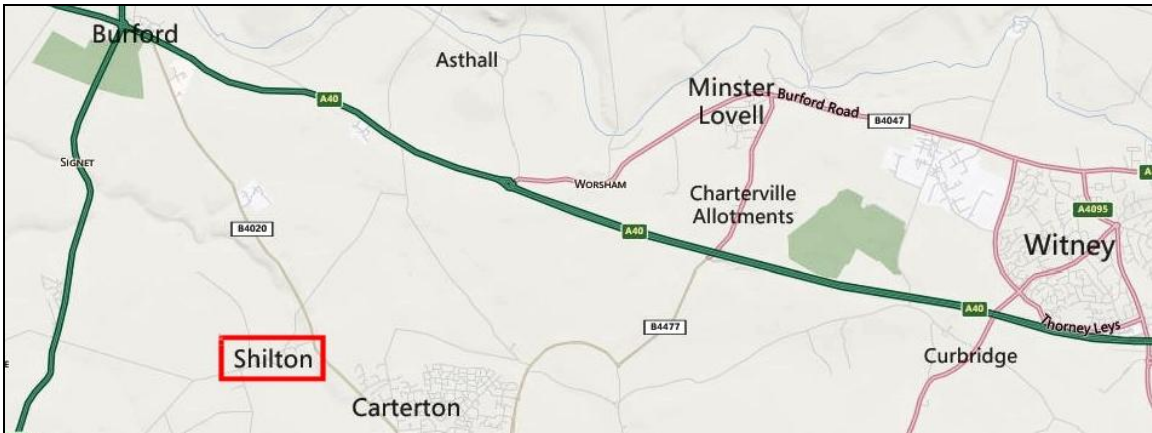 Burford
Asthall
A40
Minster
Lovell
Burford Road
B4047
SIGNET
WORSHAM
Charterville
Allotments
A4095
B4020
A40
Witney
A40
B4477
Thorney Leys
Shilton
Curbridge
Carterton